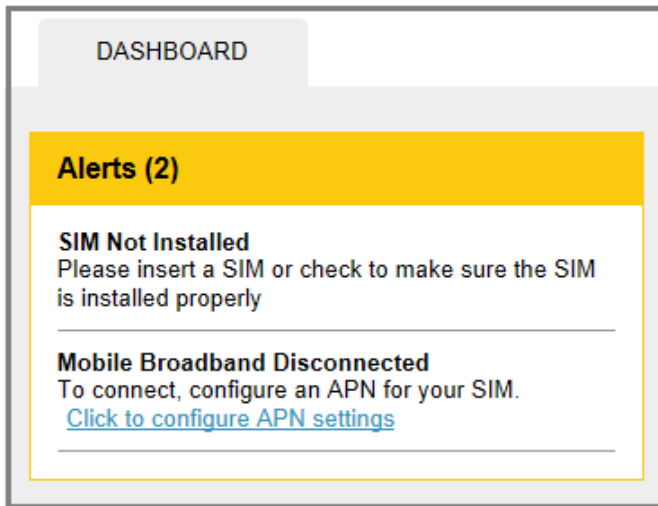 DASHBOARD
Alerts (2)
SIM Not Installed
Please insert a SIM or check to make sure the SIM
is installed properly
Mobile Broadband Disconnected
To connect, configure an APN for your SIM.
Click to configure APN settings